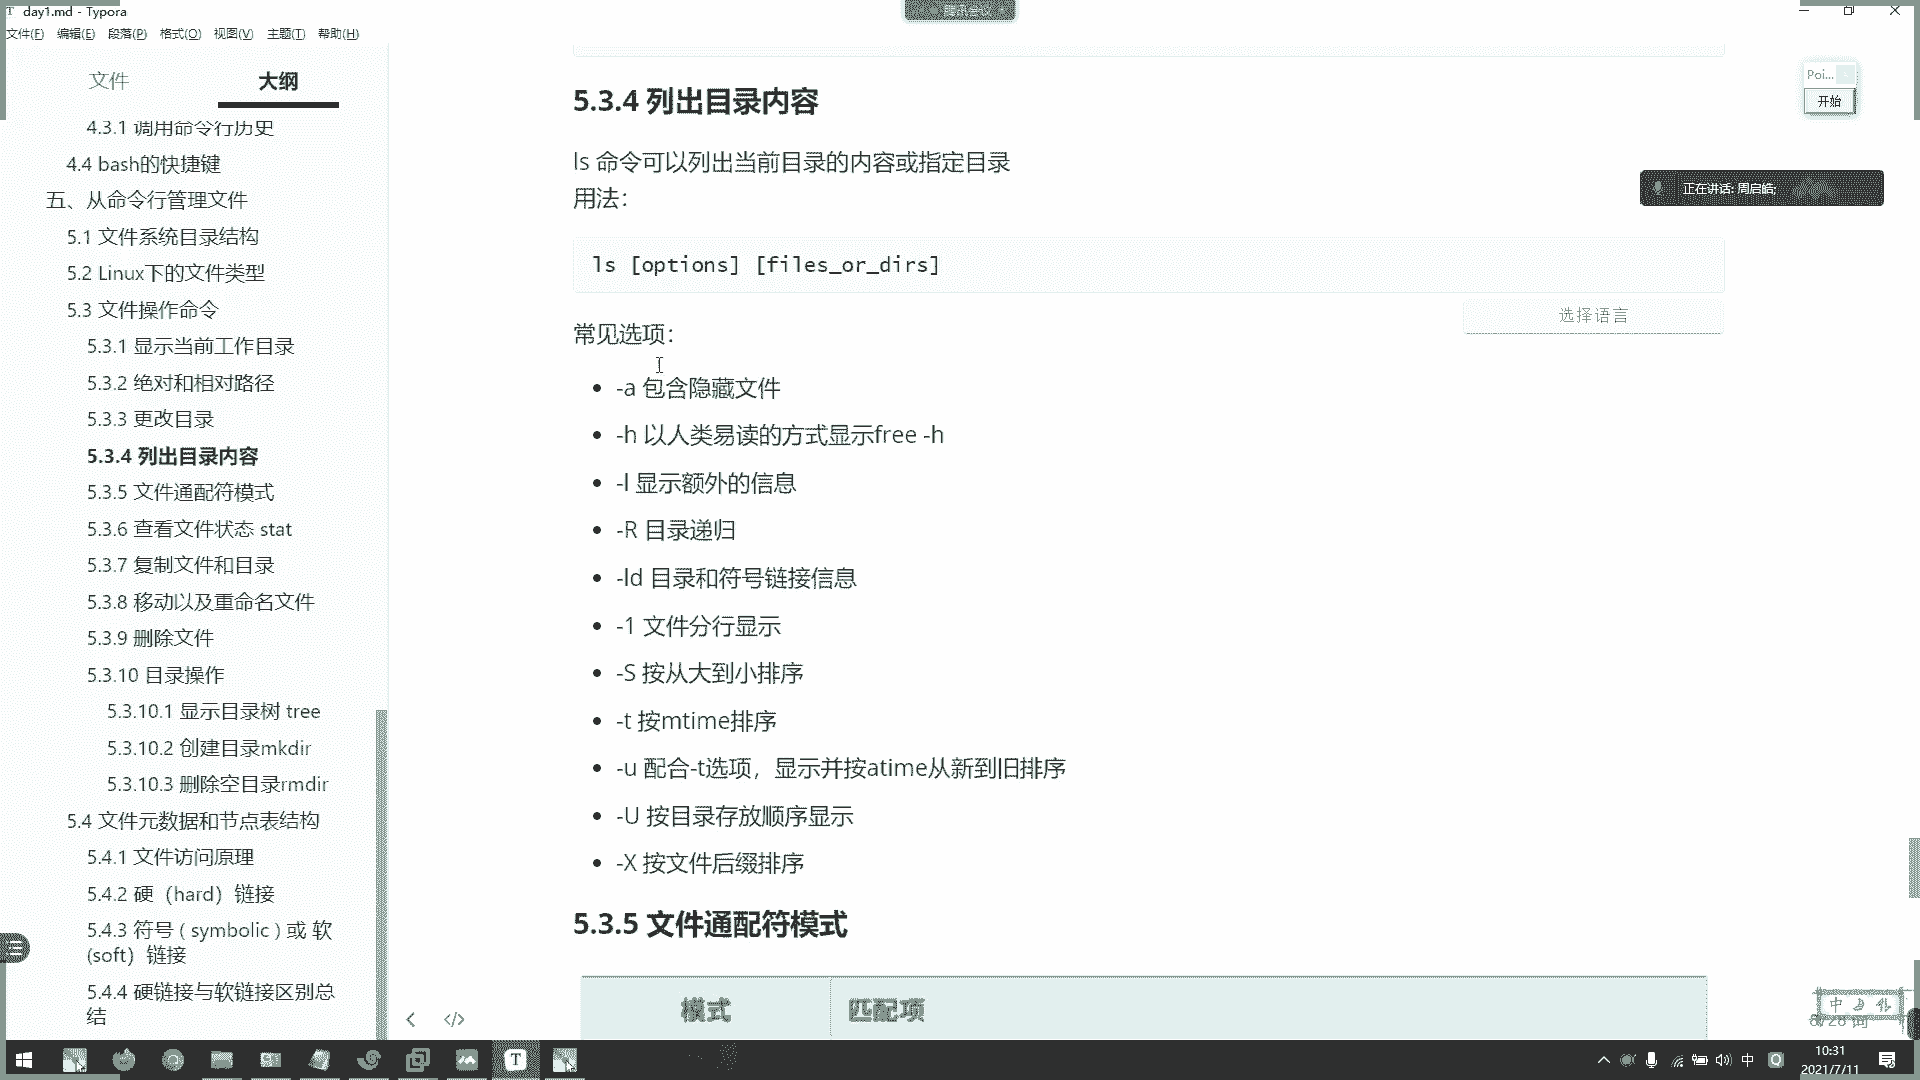 day1.md - Typora
腾讯会议
文件(F) 编辑(E) 段落(P) 格式(O) 视图(V) 主题(T) 帮助(H)
文件 大纲
4.3.1 调用命令行历史
4.4 bash的快捷键
五、从命令行管理文件
5.1 文件系统目录结构
5.2 Linux下的文件类型
5.3 文件操作命令
5.3.1 显示当前工作目录
5.3.2 绝对和相对路径
5.3.3 更改目录
5.3.4 列出目录内容
5.3.5 文件通配符模式
5.3.6 查看文件状态 stat
5.3.7 复制文件和目录
5.3.8 移动以及重命名文件
5.3.9 删除文件
5.3.10 目录操作
5.3.10.1 显示目录树 tree
5.3.10.2 创建目录mkdir
5.3.10.3 删除空目录rmdir
5.4 文件元数据和节点表结构
5.4.1 文件访问原理
5.4.2 硬（hard）链接
5.4.3 符号 ( symbolic ) 或 软
(soft）链接
5.4.4 硬链接与软链接区别总
结
5.3.4 列出目录内容
ls 命令可以列出当前目录的内容或指定目录
用法：
ls [options] [files_or_dirs]
选择语言
常见选项：
-a 包含隐藏文件
-h 以人类易读的方式显示free -h
-l 显示额外的信息
-R 目录递归
-ld 目录和符号链接信息
-1 文件分行显示
-S 按从大到小排序
-t 按mtime排序
-u 配合-t选项，显示并按atime从新到旧排序
-U 按目录存放顺序显示
-X 按文件后缀排序
5.3.5 文件通配符模式
模式 匹配项
Poi...
开始
正在讲话: 周启皓;
中
中
10:31
2021/7/11